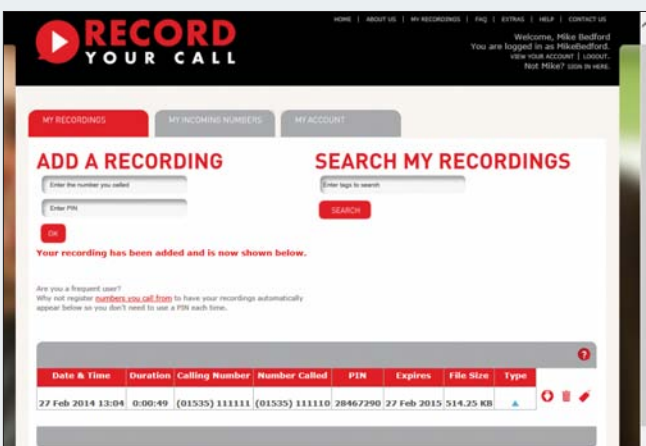 RECORD
YOUR CALL
HOME | ABOUT US | MY RECORDINGS | FAQ | EXTRAS | HELP | CONTACT US
Welcome, Mike Bedford
You are logged in as MikeBedford.
VIEW YOUR ACCOUNT | LOGOUT.
Not Mike? SIGN IN HERE.
MY RECORDINGS MY INCOMING NUMBERS MY ACCOUNT
ADD A RECORDING
Enter the number you called
Enter PIN
OK
Your recording has been added and is now shown below.
SEARCH MY RECORDINGS
Enter tags to search
SEARCH
Are you a frequent user?
Why not register numbers you call from to have your recordings automatically
appear below so you don't need to use a PIN each time.
?
Date & Time Duration Calling Number Number Called PIN Expires File Size Type
27 Feb 2014 13:04 0:00:49 (01535) 111111 (01535) 111110 28467290 27 Feb 2015 514.25 KB